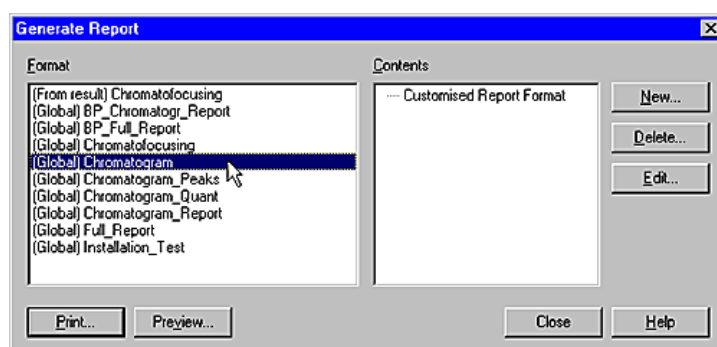 Generate Report
Format
(From result) Chromatofocusing
(Global) BP_Chromatogr_Report
(Global) BP_Full_Report
(Global) Chromatofocusing
(Global) Chromatogram
(Global) Chromatogram_Peaks
(Global) Chromatogram_Quant
(Global) Chromatogram_Report
(Global) Full_Report
(Global) Installation_Test
Contents
Customised Report Format
New...
Delete...
Edit...
Print...
Preview...
Close
Help